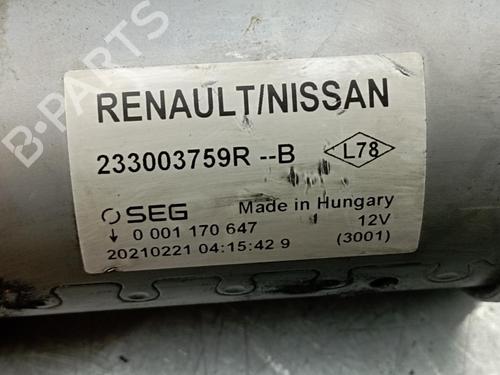 B-PARTS
RENAULT/NISSAN
233003759R --B
L78
SEG
Made in Hungary
0 001 170 647
12V
20210221 04:15:42 9
(3001)